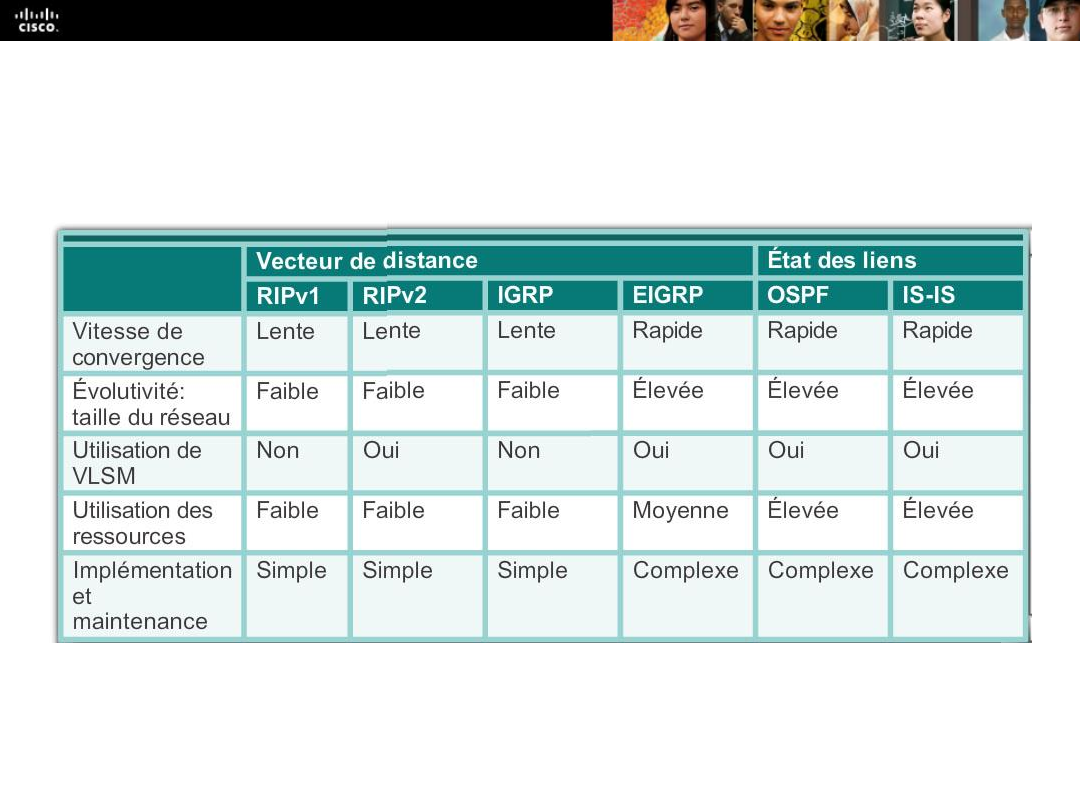 CISCO.
Vecteur de distance État des liens
RIPv1 RIPv2 IGRP EIGRP OSPF IS-IS
Vitesse de Lente Lente Lente Rapide Rapide Rapide
convergence
Évolutivité: Faible Faible Faible Élevée Élevée Élevée
taille du réseau
Utilisation de Non Oui Non Oui Oui Oui
VLSM
Utilisation des Faible Faible Faible Moyenne Élevée Élevée
ressources
Implémentation Simple Simple Simple Complexe Complexe Complexe
et
maintenance